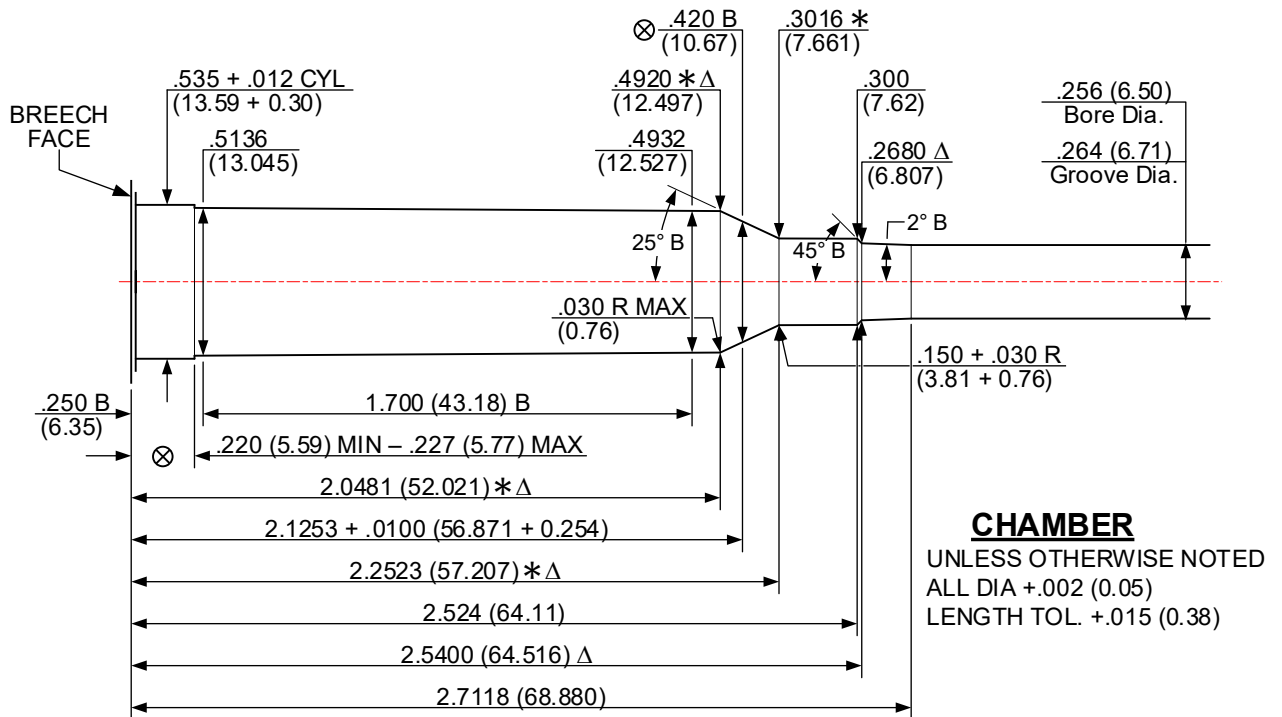 ⊗ .420 B
(10.67)
.3016 *
(7.661)
.535 + .012 CYL
(13.59 + 0.30)
.4920 * Δ
(12.497)
.300
(7.62)
.256 (6.50)
Bore Dia.
BREECH
FACE
.5136
(13.045)
.4932
(12.527)
.2680 Δ
(6.807)
.264 (6.71)
Groove Dia.
25° B
45° B
2° B
.030 R MAX
(0.76)
.150 + .030 R
(3.81 + 0.76)
.250 B
(6.35)
1.700 (43.18) B
⊗ .220 (5.59) MIN – .227 (5.77) MAX
2.0481 (52.021) * Δ
2.1253 + .0100 (56.871 + 0.254)
2.2523 (57.207) * Δ
2.524 (64.11)
2.5400 (64.516) Δ
2.7118 (68.880)
CHAMBER
UNLESS OTHERWISE NOTED
ALL DIA +.002 (0.05)
LENGTH TOL. +.015 (0.38)